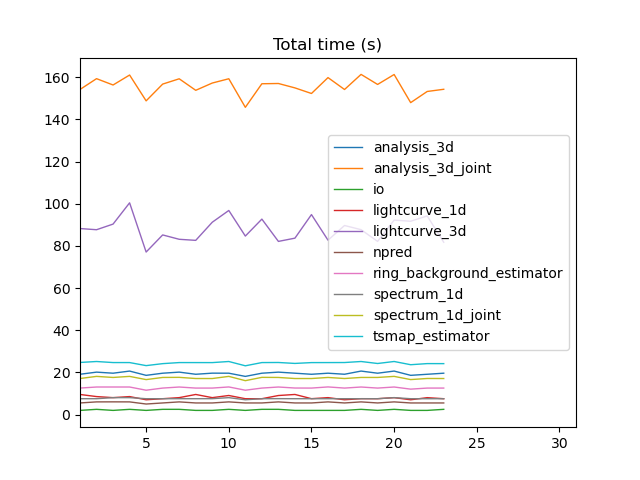 Total time (s)
160
140
120
100
80
60
40
20
0
analysis_3d
analysis_3d_joint
io
lightcurve_1d
lightcurve_3d
npred
ring_background_estimator
spectrum_1d
spectrum_1d_joint
tsmap_estimator
5 10 15 20 25 30